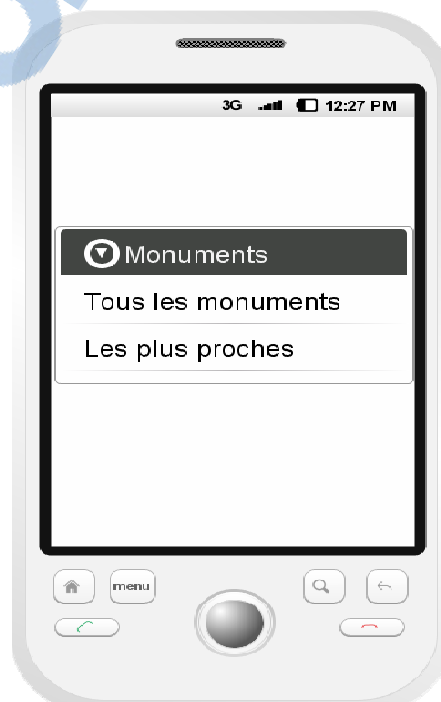 3G 12:27 PM
Monuments
Tous les monuments
Les plus proches
menu